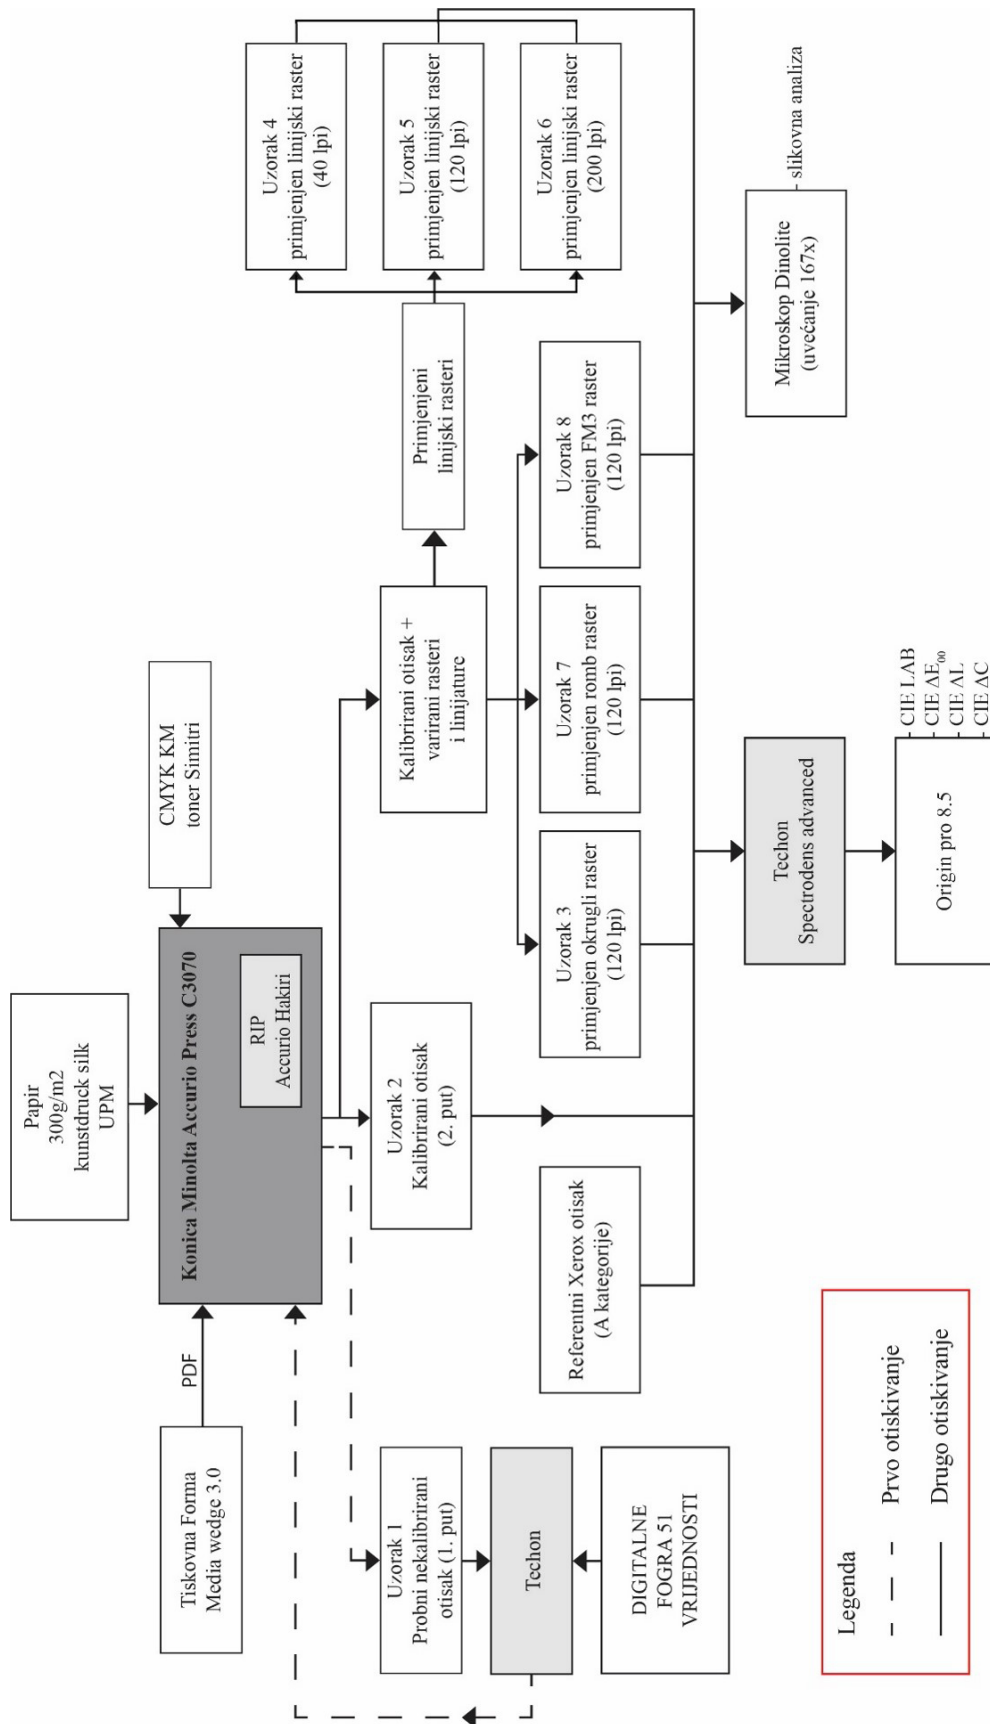 Papir
300g/m2
kunstdruck silk
UPM
CMYK KM
toner Simitri
Tiskovna Forma
Media wedge 3.0
PDF
Konica Minolta Accurio Press C3070
RIP
Accurio Hakiri
Uzorak 1
Probni nekalibrirani
otisak (1. put)
Techon
DIGITALNE
FOGRA 51
VRIJEDNOSTI
Uzorak 2
Kalibrirani otisak
(2. put)
Kalibrirani otisak +
varirani rasteri
i linijature
Primjenjeni
linijski rasteri
Uzorak 4
primjenjen linijski raster
(40 lpi)
Uzorak 5
primjenjen linijski raster
(120 lpi)
Uzorak 6
primjenjen linijski raster
(200 lpi)
Referentni Xerox otisak
(A kategorije)
Uzorak 3
primjenjen okrugli raster
(120 lpi)
Uzorak 7
primjenjen romb raster
(120 lpi)
Uzorak 8
primjenjen FM3 raster
(120 lpi)
Techon
Spectrodens advanced
Mikroskop Dinolite
(uvećanje 167x)
slikovna analiza
Origin pro 8.5
CIE LAB
CIE ΔE00
CIE ΔL
CIE ΔC
Legenda
Prvo otiskivanje
Drugo otiskivanje